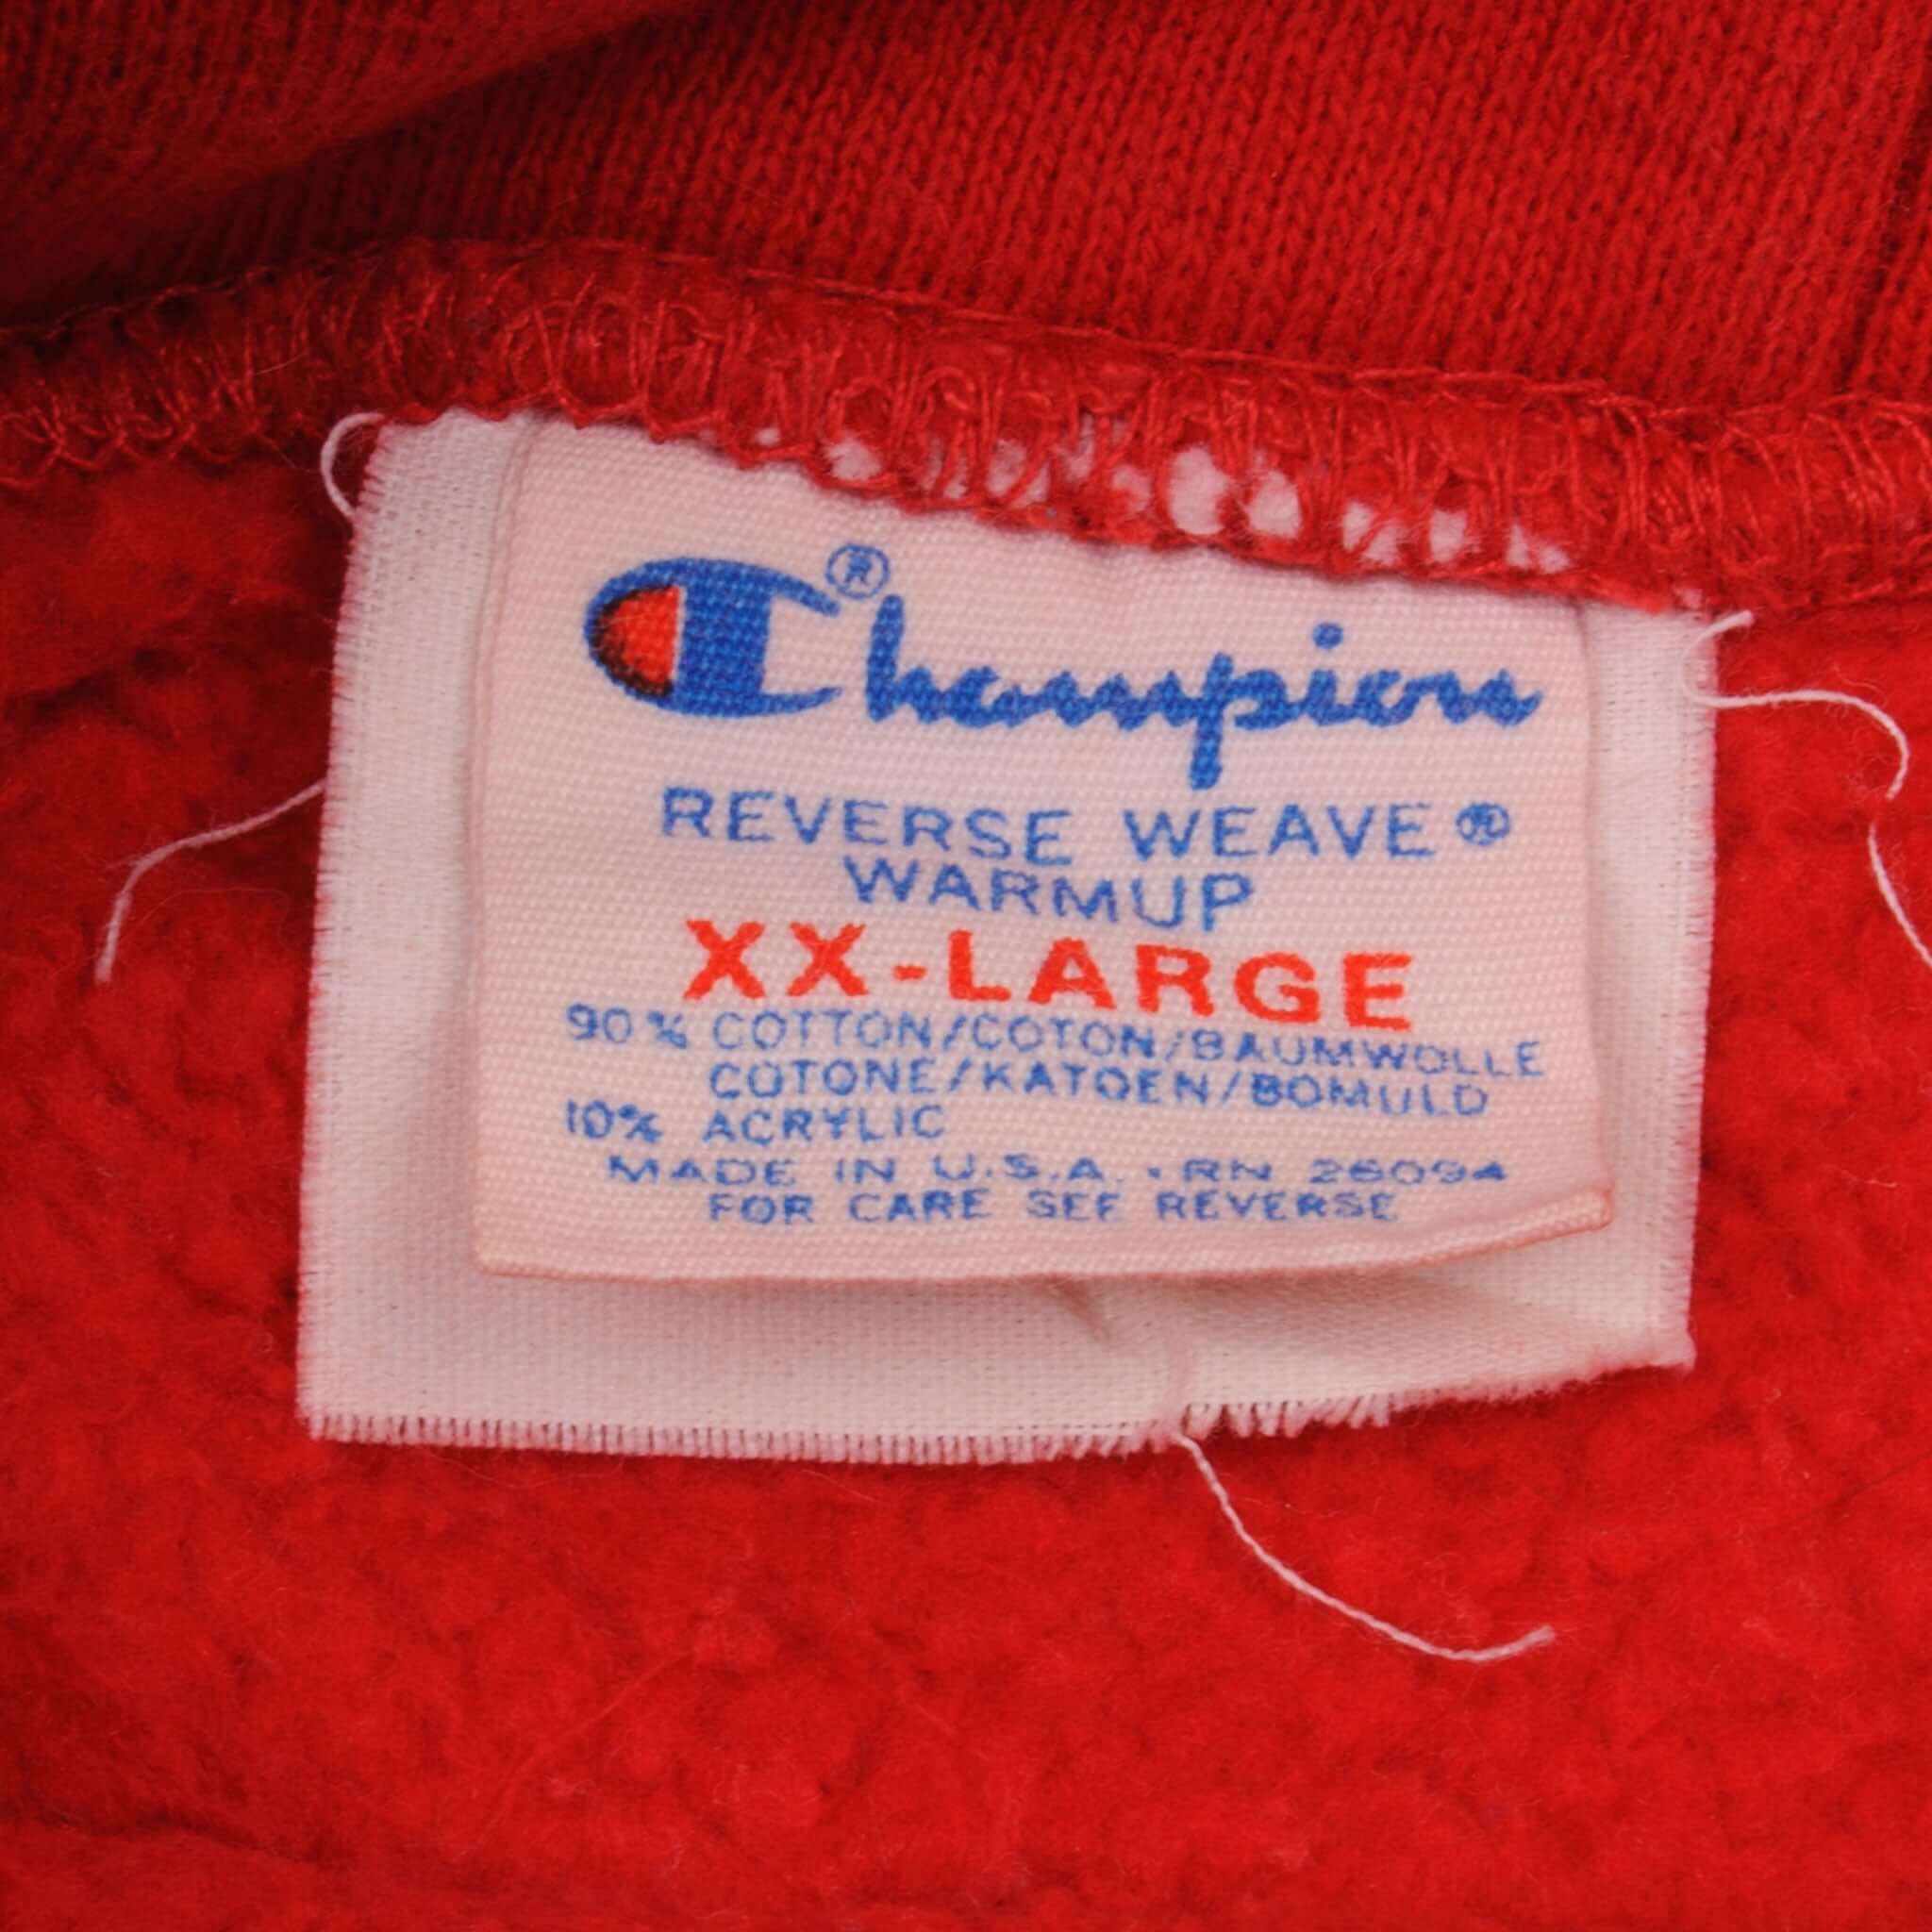 Champion®
REVERSE WEAVE®
WARMUP
XX-LARGE
90% COTTON/COTON/BAUMWOLLE
COTONE/KATOEN/BOMULD
10% ACRYLIC
MADE IN U.S.A. • RN 26094
FOR CARE SEE REVERSE